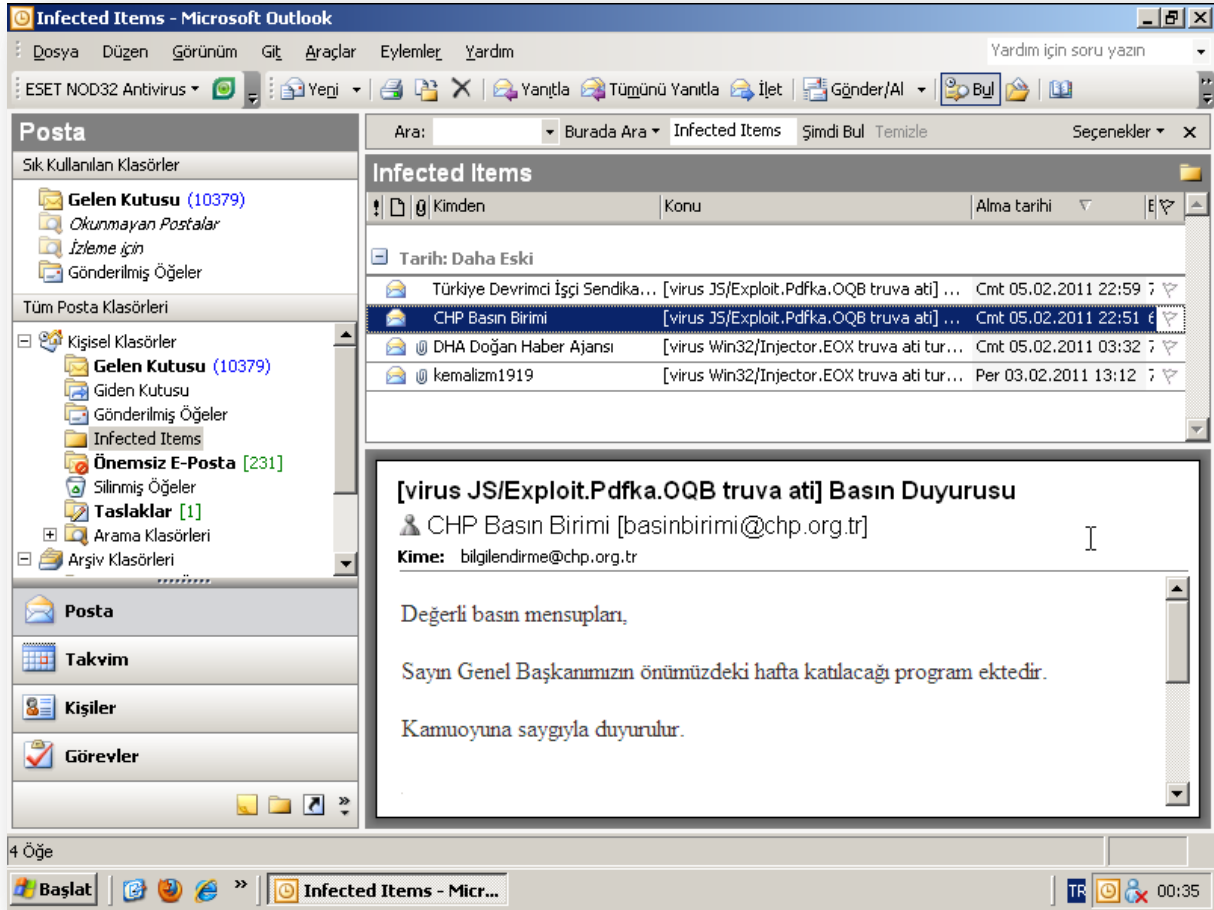 Infected Items - Microsoft Outlook
Dosya Düzen Görünüm Git Araçlar Eylemler Yardım Yardım için soru yazın
ESET NOD32 Antivirus Yeni Yanıtla Tümünü Yanıtla İlet Gönder/Al Bul
Posta
Ara: Burada Ara Infected Items Şimdi Bul Temizle Seçenekler
Sık Kullanılan Klasörler
Gelen Kutusu (10379)
Okunmayan Postalar
İzleme için
Gönderilmiş Öğeler
Tüm Posta Klasörleri
Kişisel Klasörler
Gelen Kutusu (10379)
Giden Kutusu
Gönderilmiş Öğeler
Infected Items
Önemsiz E-Posta [231]
Silinmiş Öğeler
Taslaklar [1]
Arama Klasörleri
Arşiv Klasörleri
Posta
Takvim
Kişiler
Görevler
Infected Items
Kimden Konu Alma tarihi
Tarih: Daha Eski
Türkiye Devrimci İşçi Sendika... [virus JS/Exploit.Pdfka.OQB truva ati] ... Cmt 05.02.2011 22:59
CHP Basın Birimi [virus JS/Exploit.Pdfka.OQB truva ati] ... Cmt 05.02.2011 22:51
DHA Doğan Haber Ajansı [virus Win32/Injector.EOX truva ati tur... Cmt 05.02.2011 03:32
kemalizm1919 [virus Win32/Injector.EOX truva ati tur... Per 03.02.2011 13:12
[virus JS/Exploit.Pdfka.OQB truva ati] Basın Duyurusu
CHP Basın Birimi [basinbirimi@chp.org.tr]
Kime: bilgilendirme@chp.org.tr
Değerli basın mensupları,
Sayın Genel Başkanımızın önümüzdeki hafta katılacağı program ektedir.
Kamuoyuna saygıyla duyurulur.
4 Öğe
Başlat Infected Items - Micr... TR 00:35